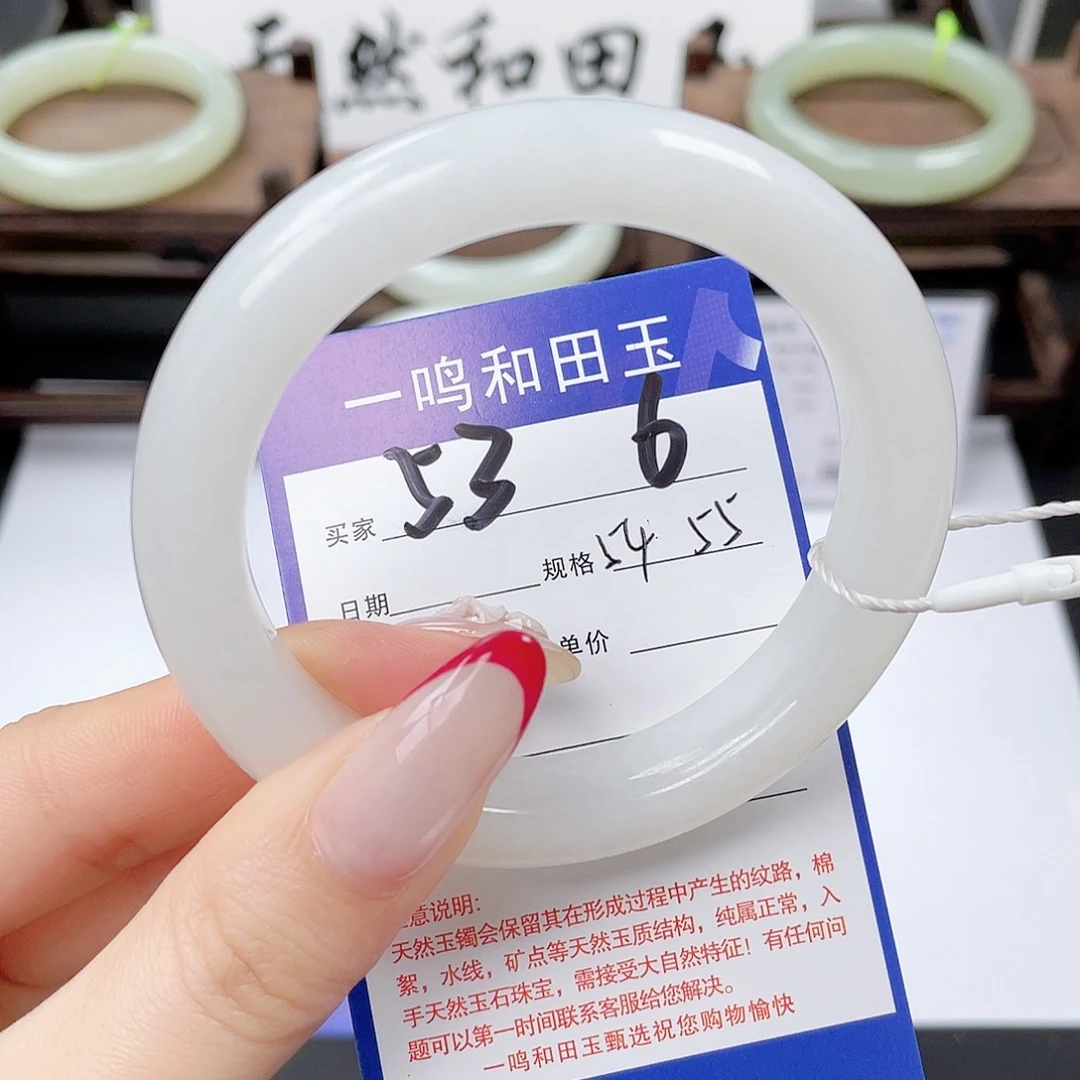 天然和田玉
一鸣和田玉
53 6
买家
规格 54 55
日期
单价
意说明:
天然玉镯会保留其在形成过程中产生的纹路，棉
絮，水线，矿点等天然玉质结构，纯属正常，入
手天然玉石珠宝，需接受大自然特征！有任何问
题可以第一时间联系客服给您解决。
一鸣和田玉甄选祝您购物愉快